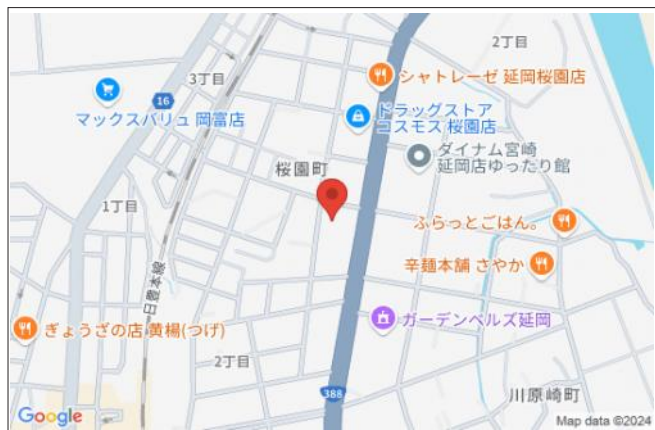 2丁目
シャトレーゼ 延岡桜園店
3丁目
16
マックスバリュ 岡富店
ドラッグストア
コスモス 桜園店
ダイナム宮崎
延岡店ゆったり館
桜園町
1丁目
ふらっとごはん。
辛麺本舗 さやか
日豊本線
ガーデンベルズ延岡
ぎょうざの店 黄楊(つげ)
2丁目
388
川原崎町
Google
Map data ©2024